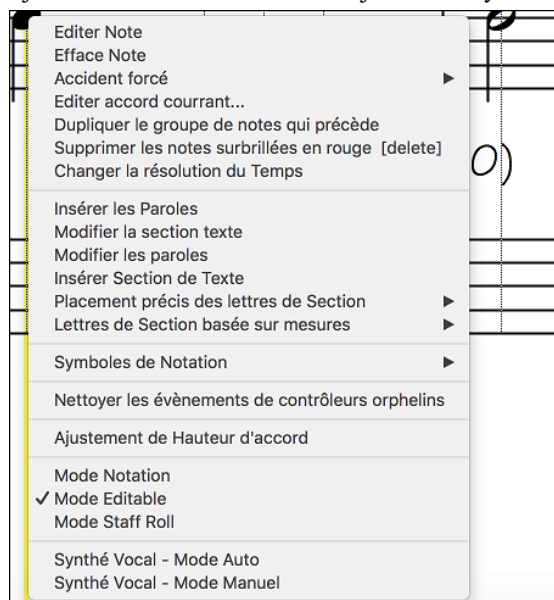 Editer Note
Efface Note
Accident forcé
Editer accord courrant...
Dupliquer le groupe de notes qui précède
Supprimer les notes surbrillées en rouge [delete]
Changer la résolution du Temps
Insérer les Paroles
Modifier la section texte
Modifier les paroles
Insérer Section de Texte
Placement précis des lettres de Section
Lettres de Section basée sur mesures
Symboles de Notation
Nettoyer les évènements de contrôleurs orphelins
Ajustement de Hauteur d'accord
Mode Notation
Mode Editable
Mode Staff Roll
Synthé Vocal - Mode Auto
Synthé Vocal - Mode Manuel